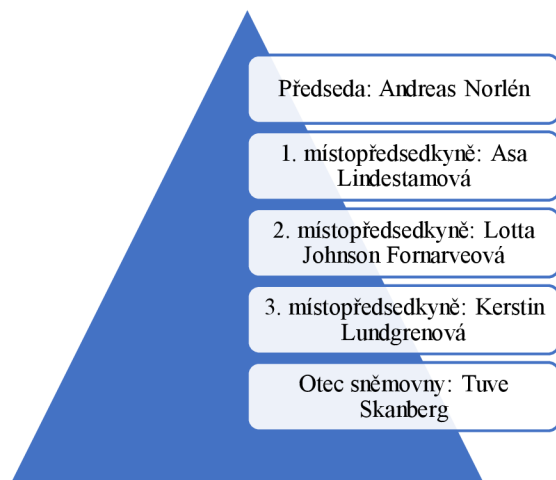 Předseda: Andreas Norlén
1. místopředsedkyně: Asa
Lindestamová
2. místopředsedkyně: Lotta
Johnson Fornarveová
3. místopředsedkyně: Kerstin
Lundgrenová
Otec sněmovny: Tuve
Skanberg